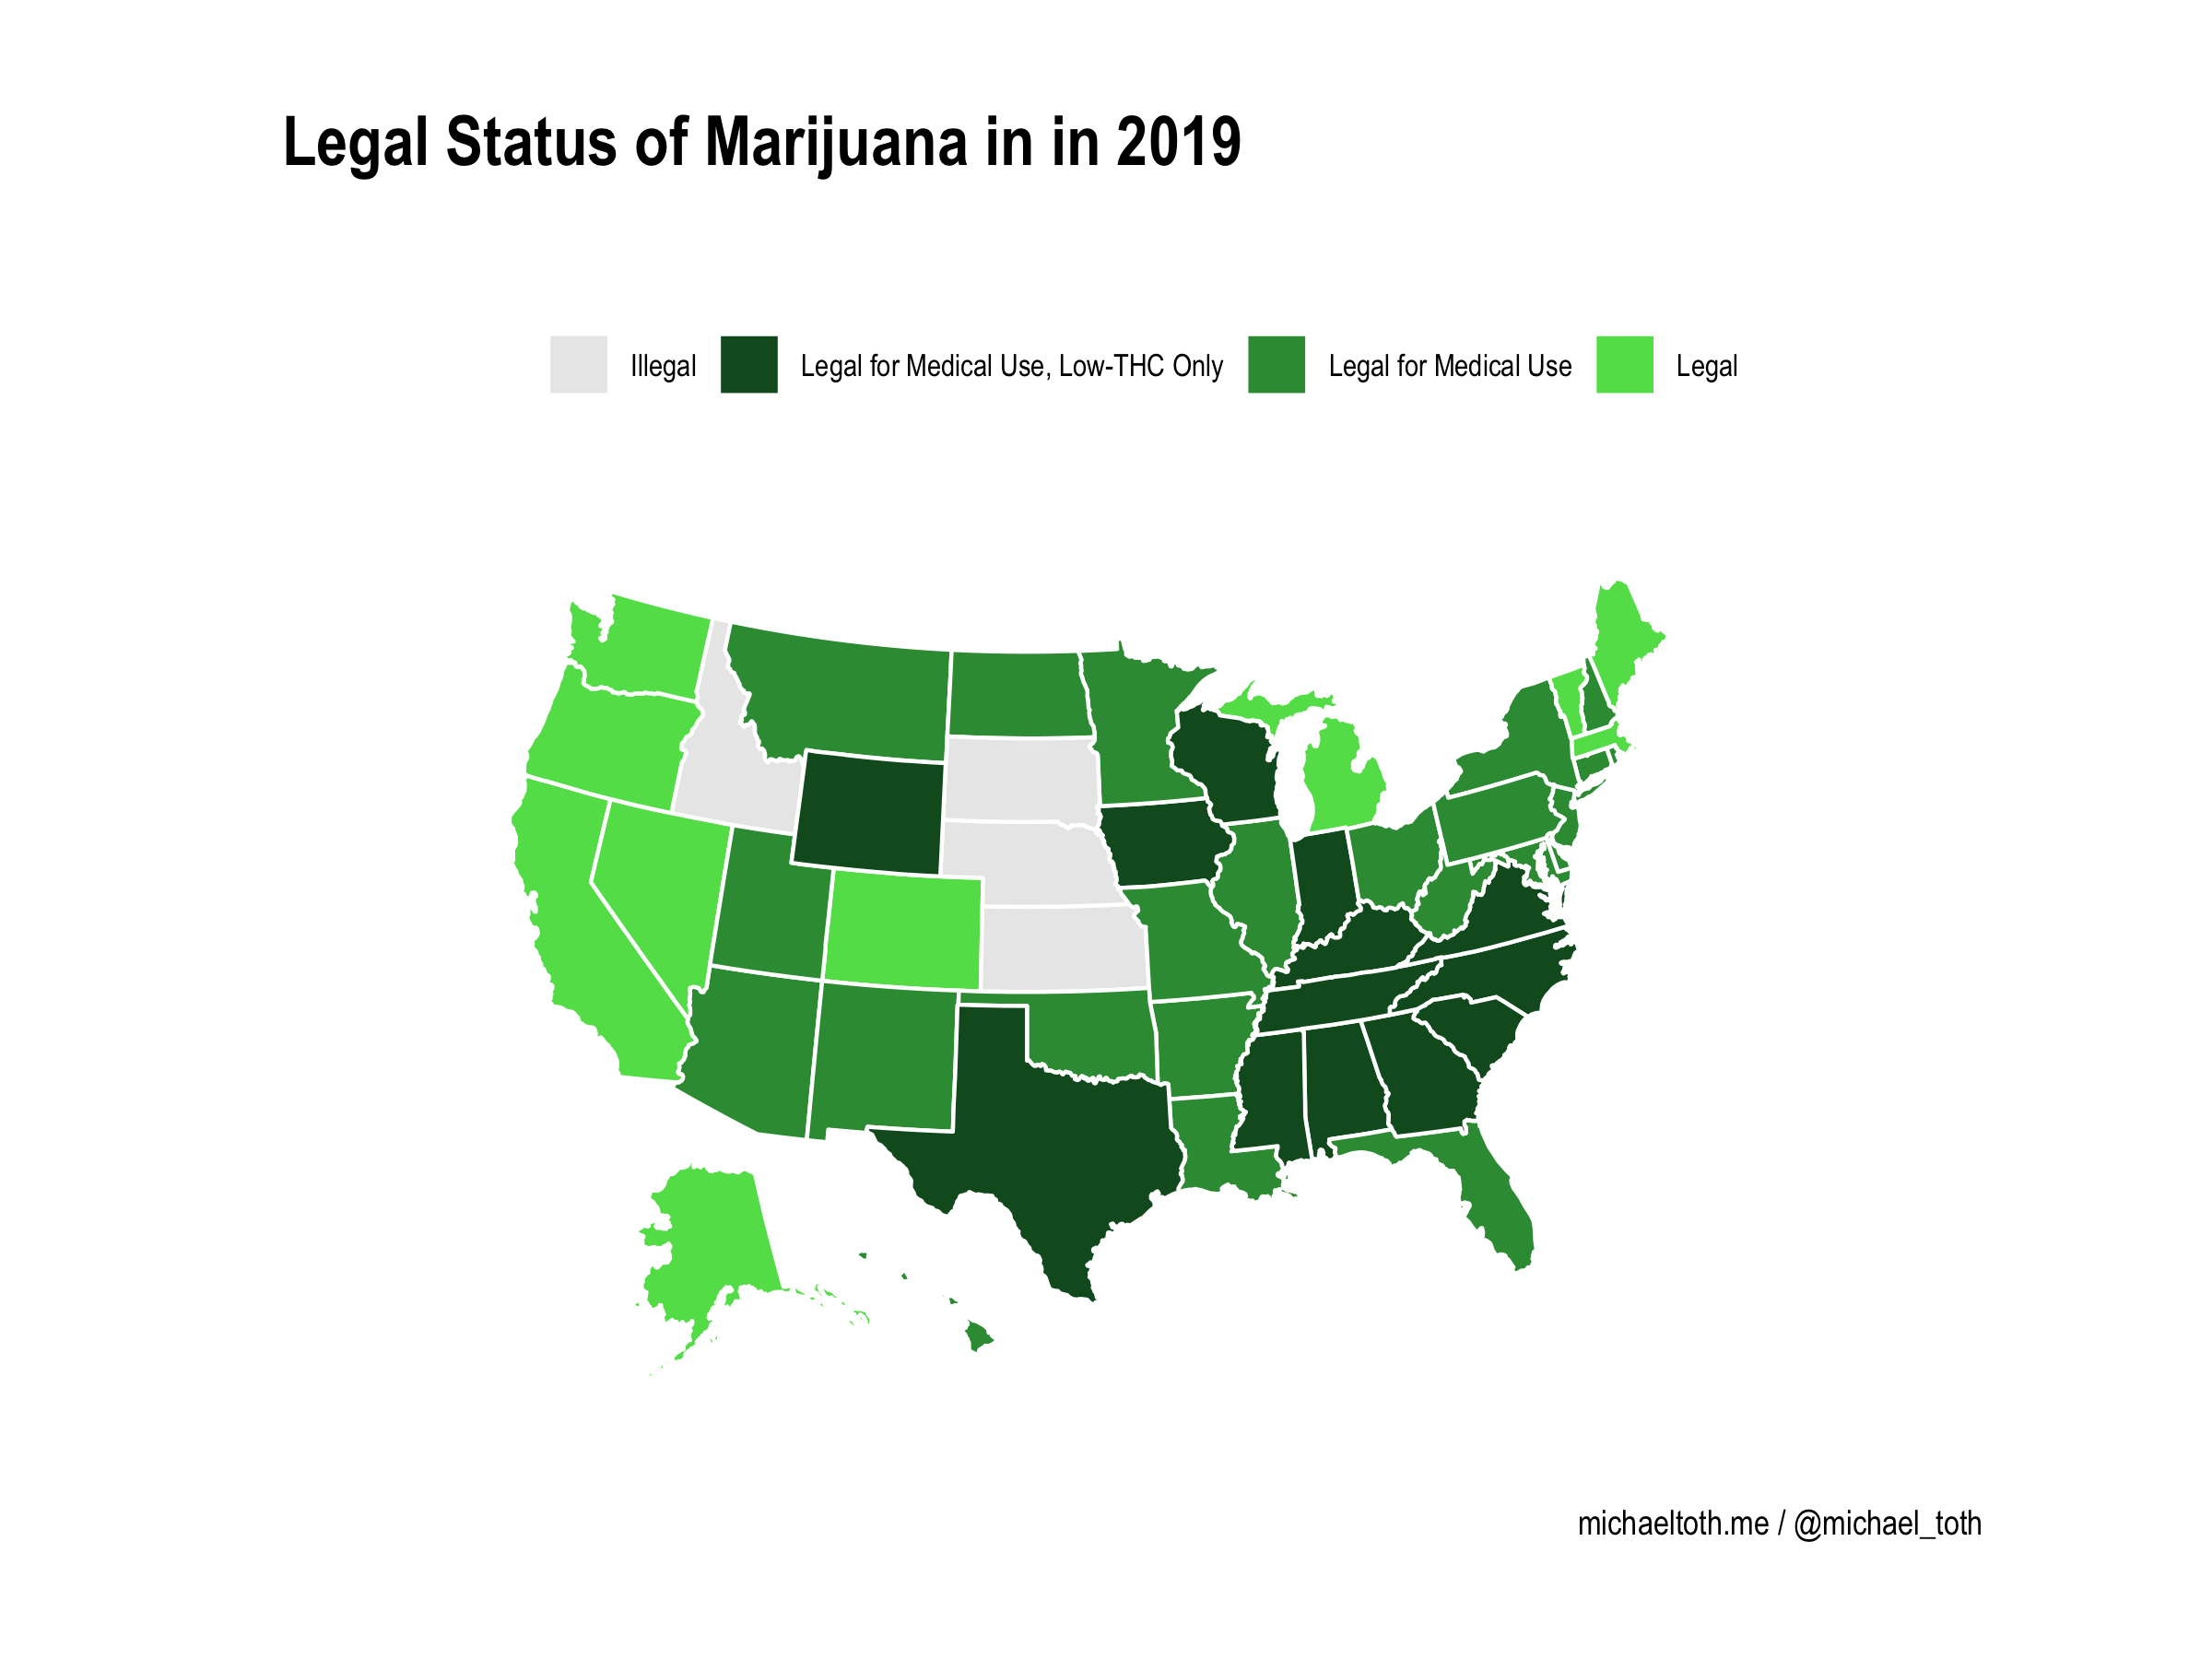 Legal Status of Marijuana in in 2019
Illegal Legal for Medical Use, Low-THC Only Legal for Medical Use Legal
michaeltoth.me / @michael_toth